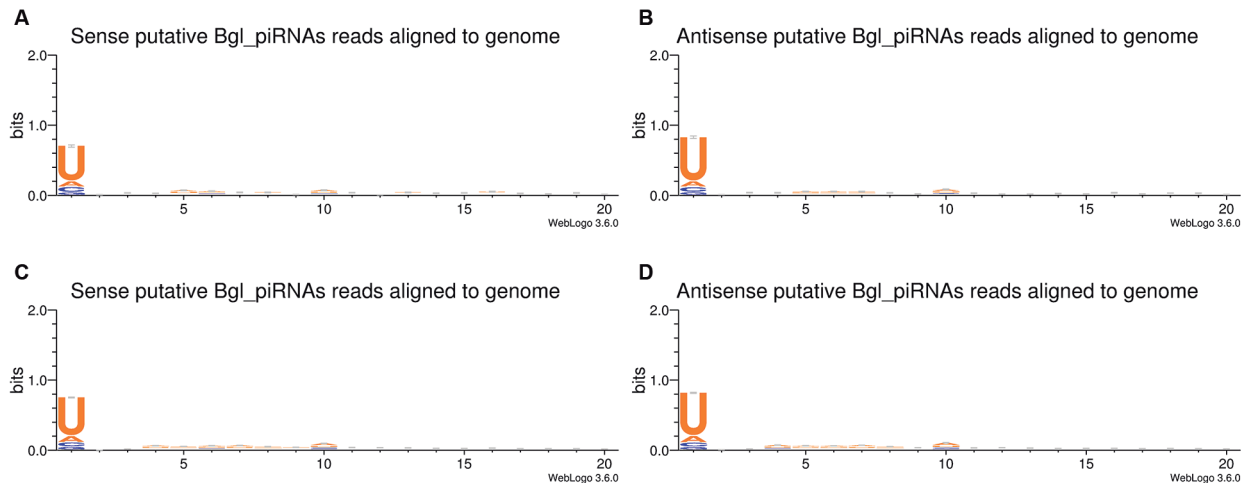 A
Sense putative Bgl_piRNAs reads aligned to genome
2.0
1.0
0.0
bits
U
A
C
G
5
10
15
20
WebLogo 3.6.0
B
Antisense putative Bgl_piRNAs reads aligned to genome
2.0
1.0
0.0
bits
U
A
C
G
5
10
15
20
WebLogo 3.6.0
C
Sense putative Bgl_piRNAs reads aligned to genome
2.0
1.0
0.0
bits
U
A
5
10
15
20
WebLogo 3.6.0
D
Antisense putative Bgl_piRNAs reads aligned to genome
2.0
1.0
0.0
bits
U
A
5
10
15
20
WebLogo 3.6.0